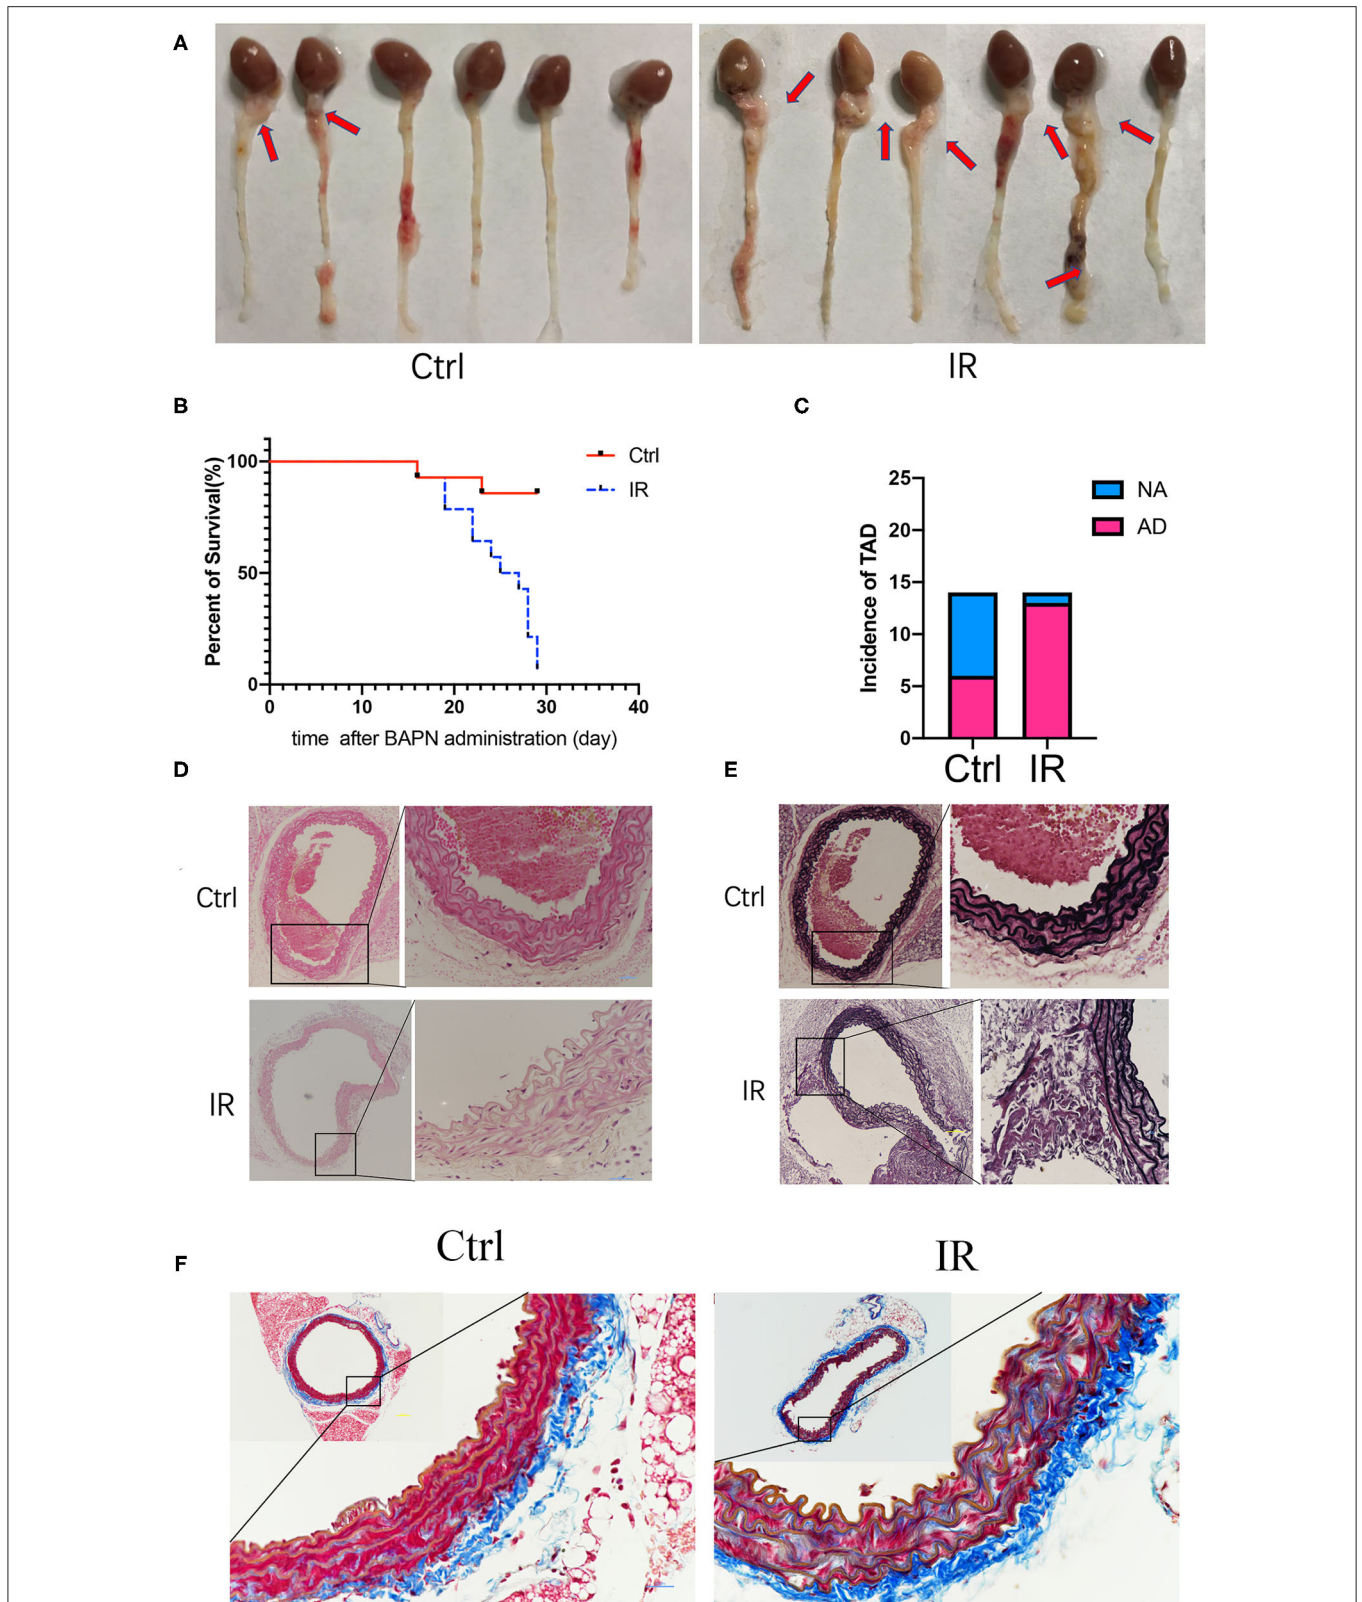 A
Ctrl
IR
B
Percent of Survival(%)
100
50
0
0 10 20 30 40
time after BAPN administration (day)
Ctrl
IR
C
Incidence of TAD
25
20
15
10
5
0
Ctrl IR
NA
AD
D
Ctrl
IR
E
Ctrl
IR
F
Ctrl
IR